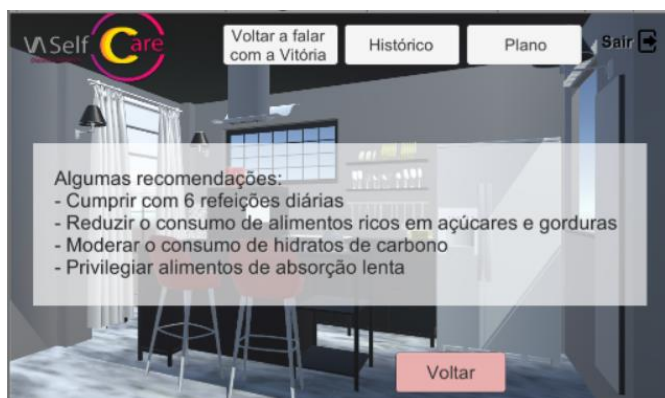 VASelf Care
Voltar a falar
com a Vitória
Histórico
Plano
Sair
Algumas recomendações:
- Cumprir com 6 refeições diárias
- Reduzir o consumo de alimentos ricos em açúcares e gorduras
- Moderar o consumo de hidratos de carbono
- Privilegiar alimentos de absorção lenta
Voltar